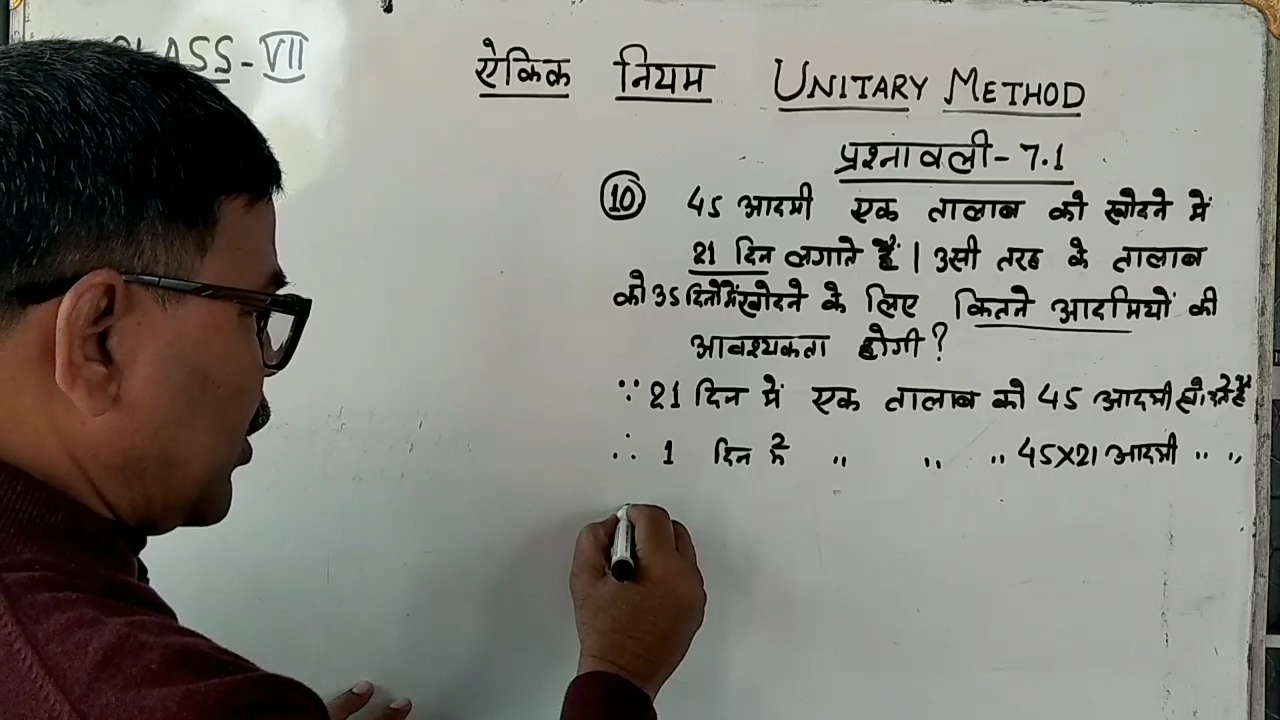 CLASS-VII
ऐकिक नियम UNITARY METHOD
प्रश्नावली-7.1
10 45 आदमी एक तालाब को खोदने में
21 दिन लगाते हैं | उसी तरह के तालाब
को 35 दिनों में खोदने के लिए कितने आदमियों की
आवश्यकता होगी?
∵ 21 दिन में एक तालाब को 45 आदमी खोदते हैं
∴ 1 दिन में " " " 45×21 आदमी " "